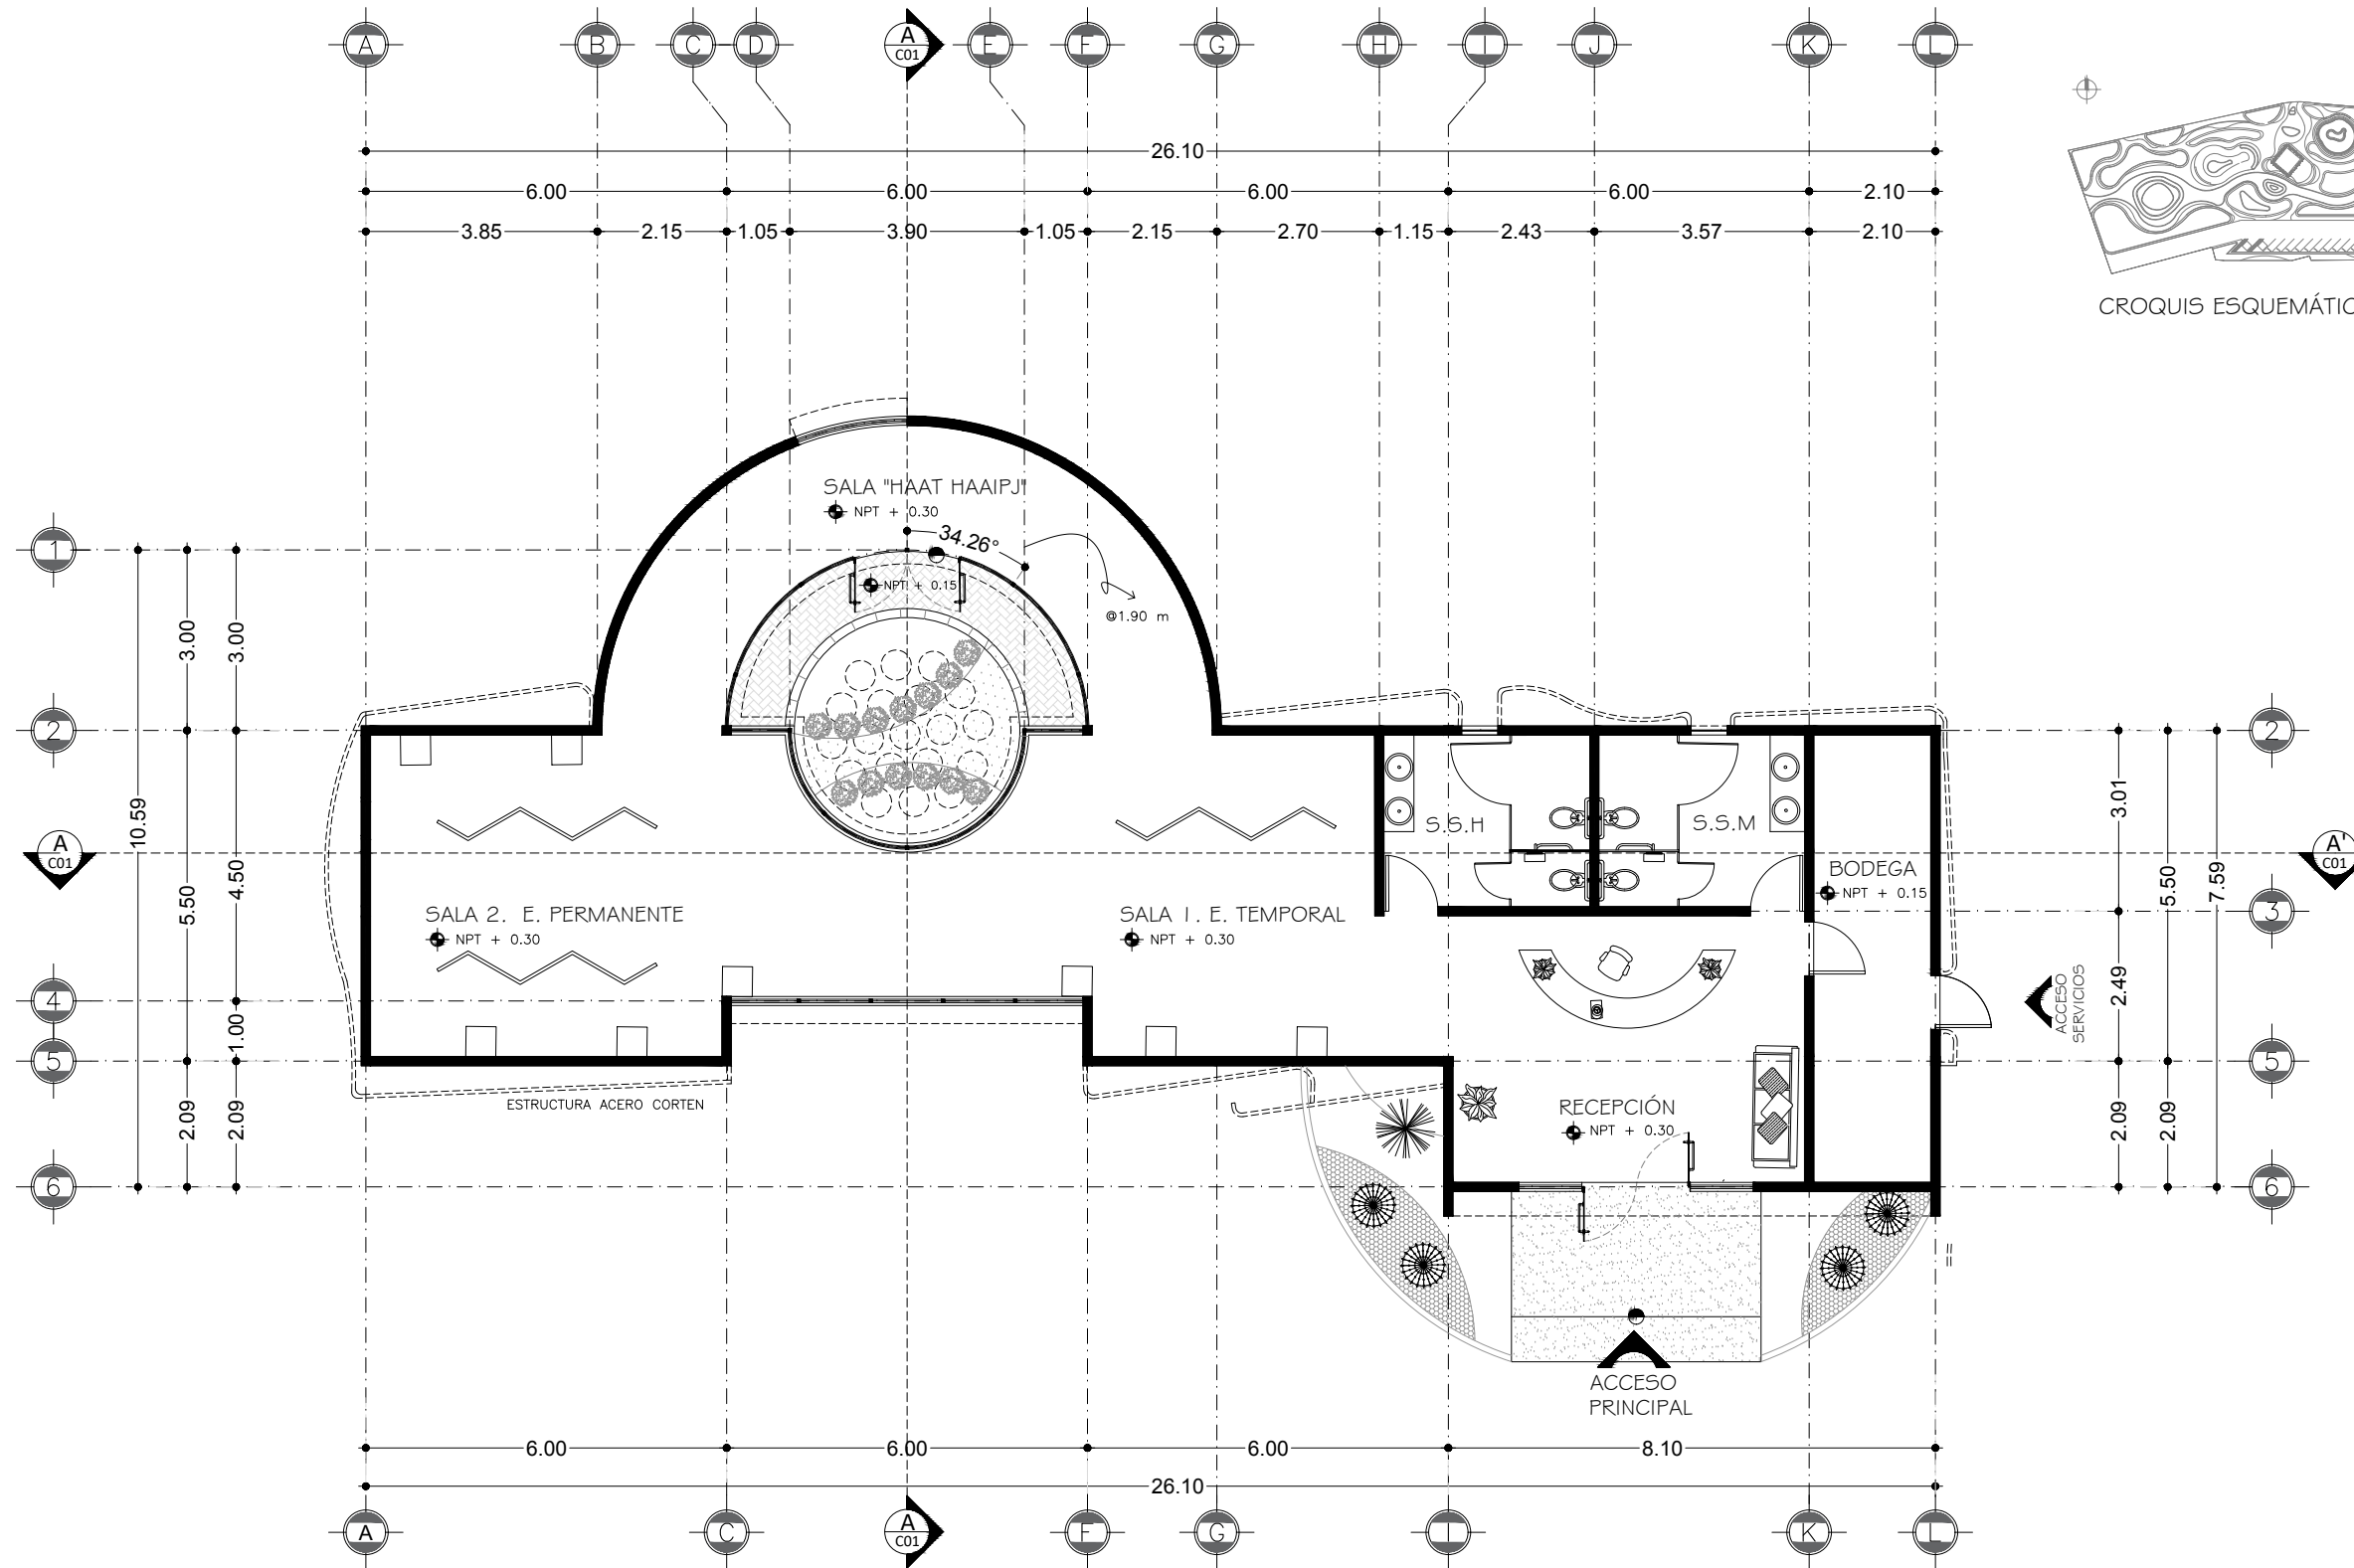 A B C D A C01 E F G H I J K L
26.10
6.00 6.00 6.00 6.00 2.10
3.85 2.15 1.05 3.90 1.05 2.15 2.70 1.15 2.43 3.57 2.10
CROQUIS ESQUEMÁTIC
SALA "HAAT HAAIPJ"
NPT + 0.30
34.26°
NPT + 0.15
@1.90 m
1
2
4
5
6
10.59
3.00
5.50
2.09
3.00
4.50
1.00
2.09
A
C01
S.S.H
S.S.M
BODEGA
NPT + 0.15
SALA 2. E. PERMANENTE
NPT + 0.30
SALA 1. E. TEMPORAL
NPT + 0.30
ESTRUCTURA ACERO CORTEN
RECEPCIÓN
NPT + 0.30
ACCESO
SERVICIOS
ACCESO
PRINCIPAL
3.01
2.49
2.09
5.50
2.09
7.59
2
A'
C01
3
5
6
6.00 6.00 6.00 8.10
26.10
A C A C01 F G I K L